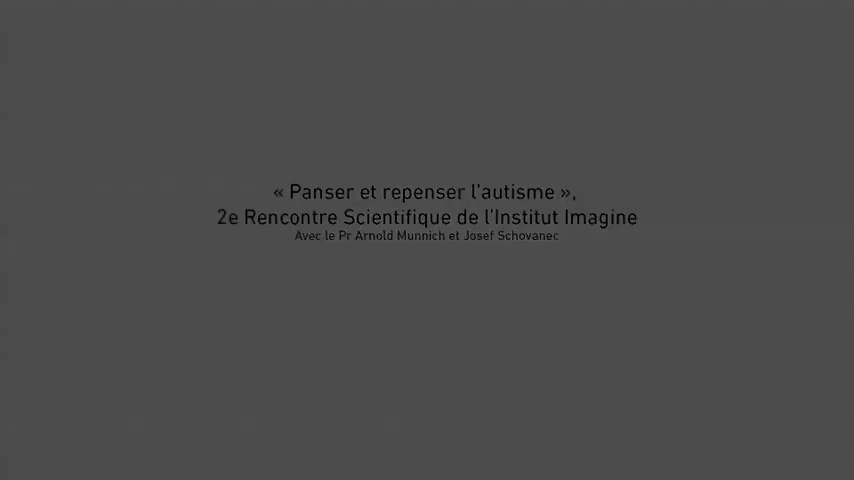 « Panser et repenser l'autisme »,
2e Rencontre Scientifique de l'Institut Imagine
Avec le Pr Arnold Munnich et Josef Schovanec